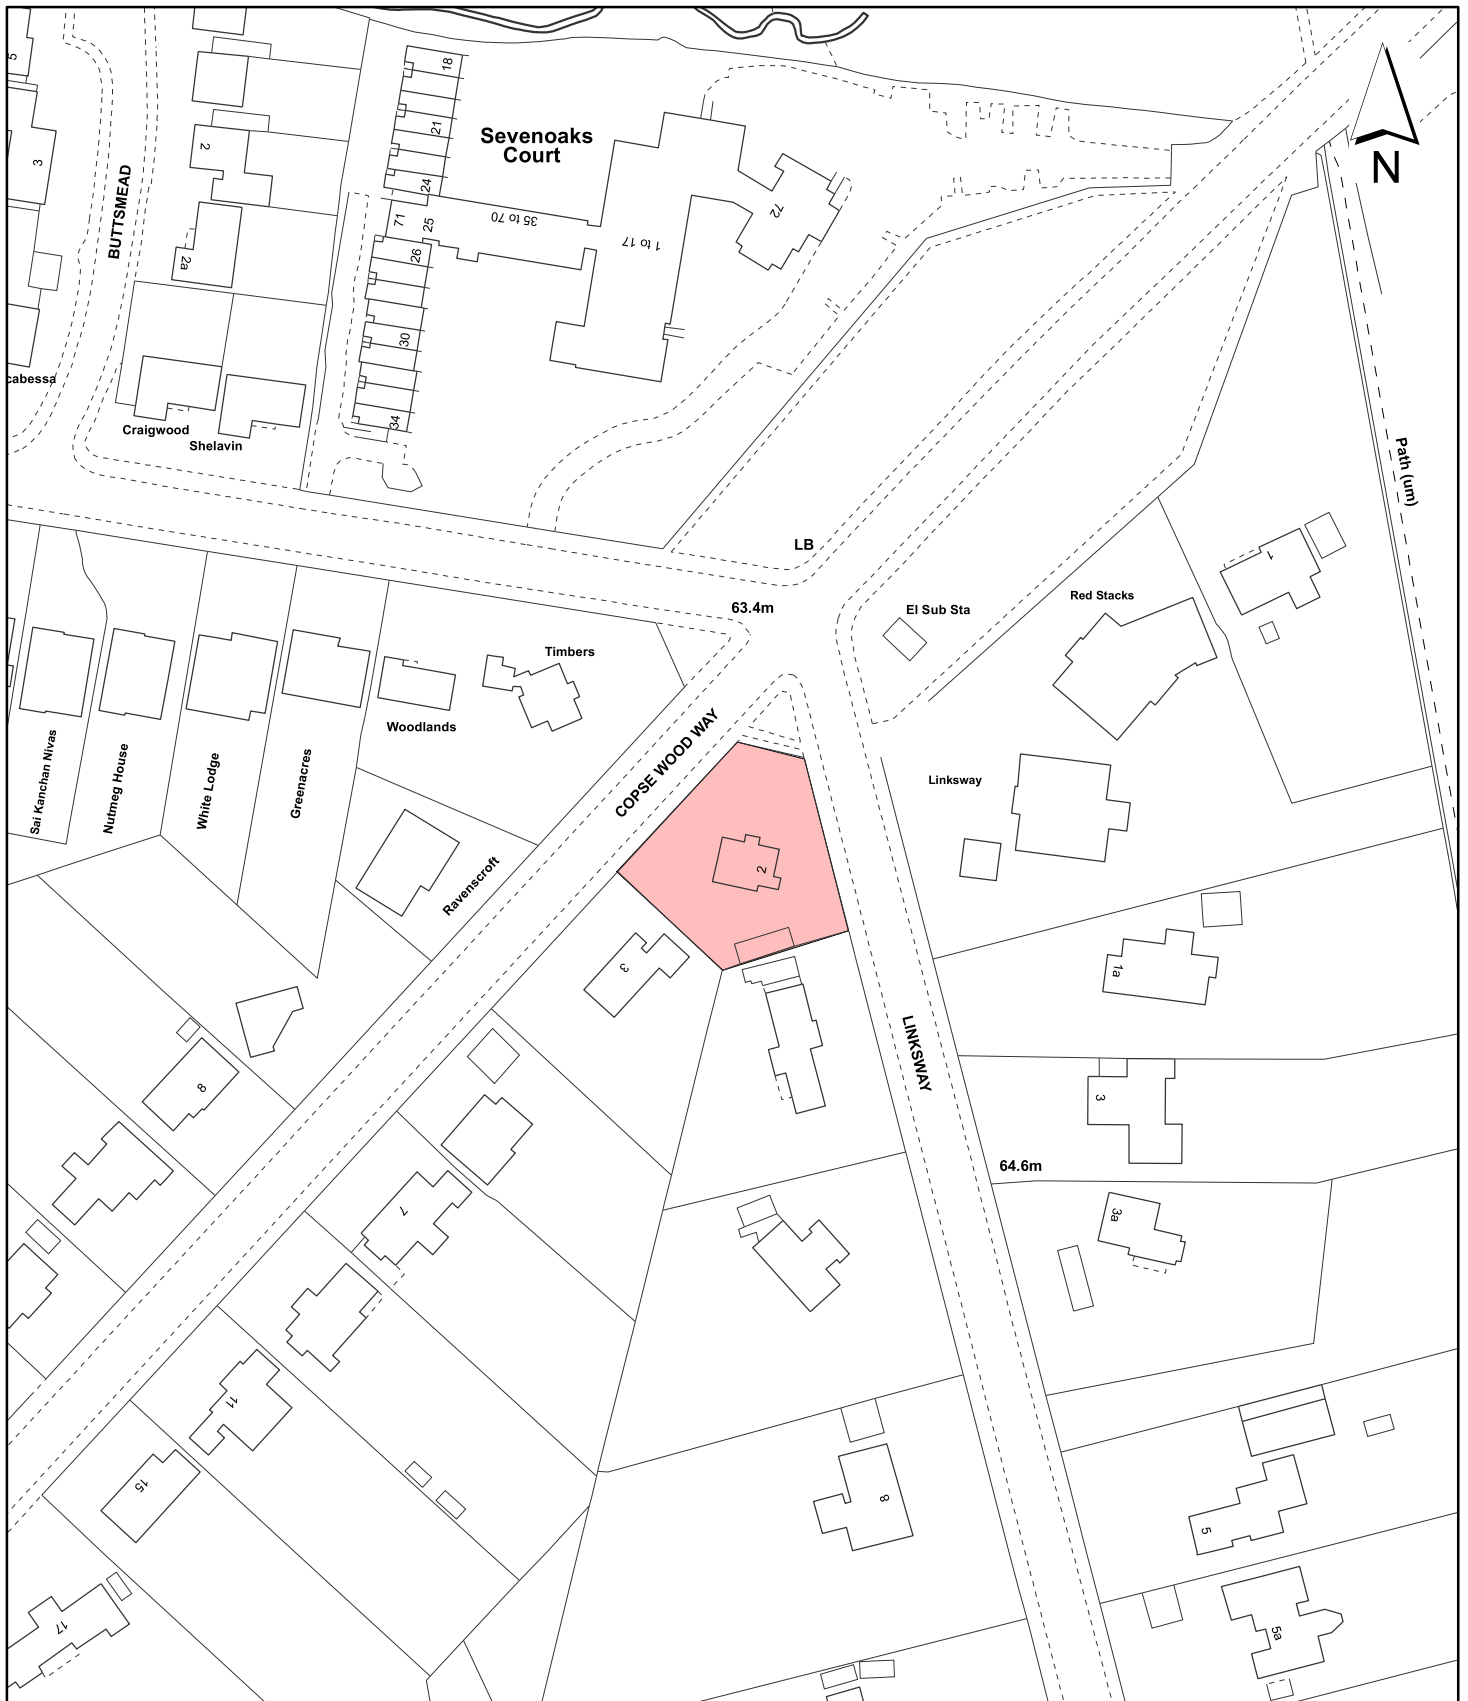 5
18
3
2
21
Sevenoaks
Court
N
BUTTSMEAD
24
72
71
25
35 to 70
1 to 17
2a
26
30
cabessa
34
Craigwood
Shelavin
Path (um)
LB
1
63.4m
El Sub Sta
Red Stacks
Timbers
Woodlands
COPSE WOOD WAY
Sai Kanchan Nivas
Nutmeg House
White Lodge
Greenacres
Linksway
Ravenscroft
2
3
1a
LINKSWAY
8
3
64.6m
7
3a
11
15
8
5
17
5a